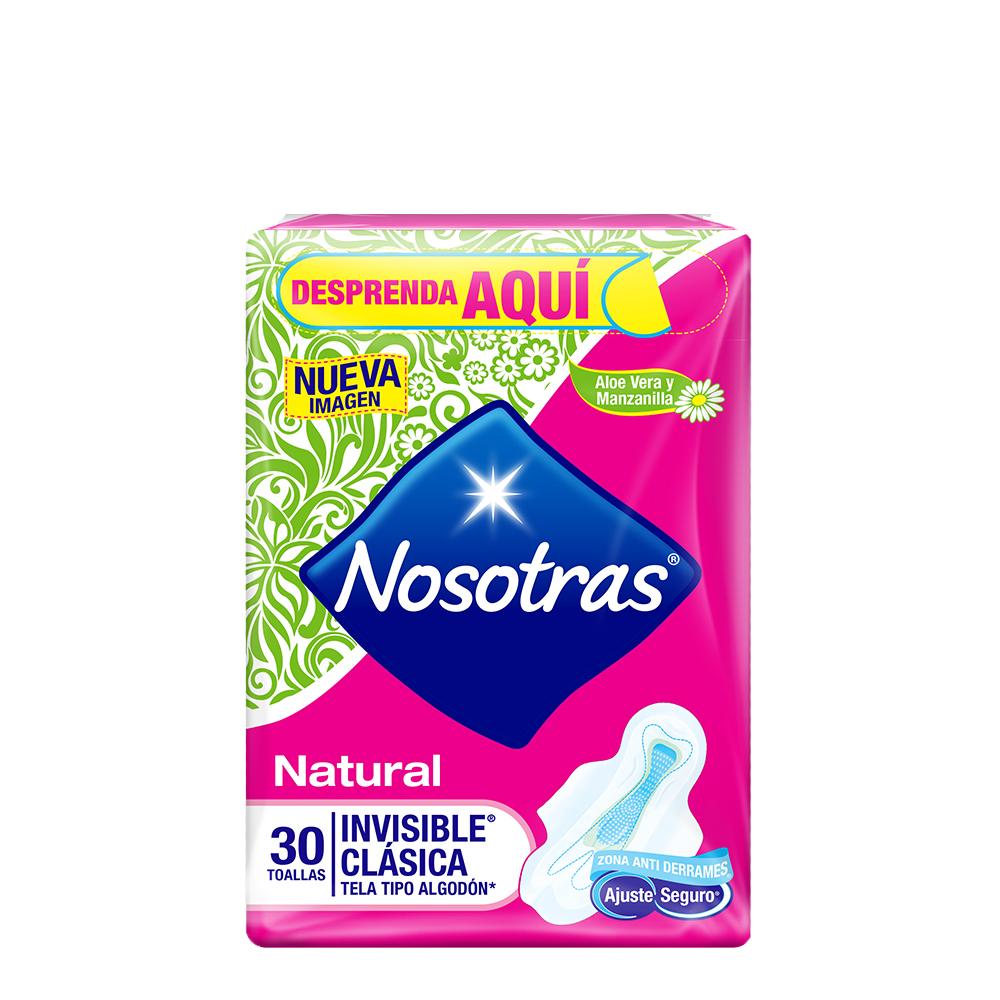 DESPRENDA AQUÍ
NUEVA
IMAGEN
Aloe Vera y
Manzanilla
Nosotras®
Natural
30
TOALLAS
INVISIBLE®
CLÁSICA
TELA TIPO ALGODÓN*
ZONA ANTI DERRAMES
Ajuste Seguro®